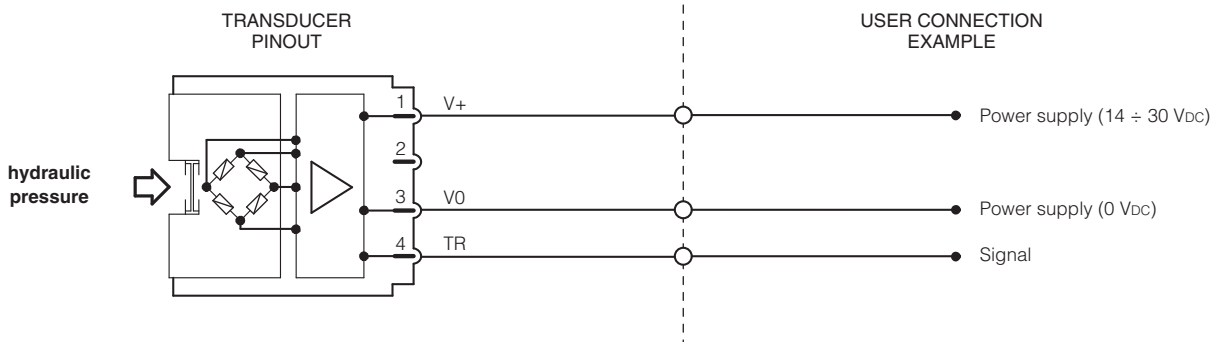 TRANSDUCER
PINOUT
USER CONNECTION
EXAMPLE
hydraulic
pressure
1
V+
Power supply (14 ÷ 30 VDC)
2
3
V0
Power supply (0 VDC)
4
TR
Signal